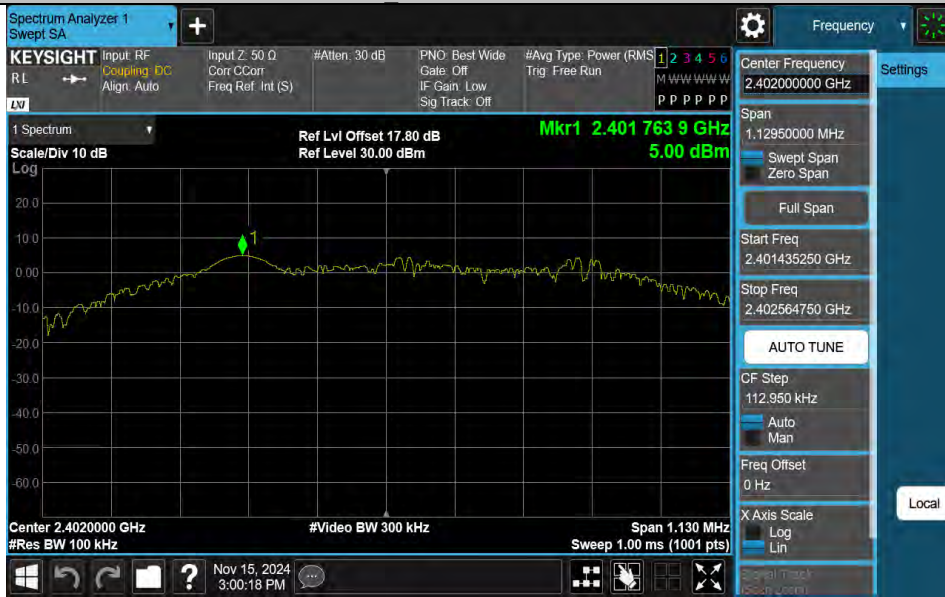 Spectrum Analyzer 1
Swept SA
+
Frequency
KEYSIGHT
RL
LXI
Input: RF
Coupling: DC
Align: Auto
Input Z: 50 Ω
Corr CCorr
Freq Ref: Int (S)
#Atten: 30 dB
PNO: Best Wide
Gate: Off
IF Gain: Low
Sig Track: Off
#Avg Type: Power (RMS
Trig: Free Run
1 2 3 4 5 6
M W W W W W
P P P P P P
Center Frequency
2.402000000 GHz
Settings
Span
1.12950000 MHz
Swept Span
Zero Span
Full Span
Start Freq
2.401435250 GHz
Stop Freq
2.402564750 GHz
AUTO TUNE
CF Step
112.950 kHz
Auto
Man
Freq Offset
0 Hz
X Axis Scale
Log
Lin
Signal Track
(Span Zoom)
Local
1 Spectrum
Scale/Div 10 dB
Ref Lvl Offset 17.80 dB
Ref Level 30.00 dBm
Mkr1 2.401 763 9 GHz
5.00 dBm
Log
20.0
10.0
0.00
-10.0
-20.0
-30.0
-40.0
-50.0
-60.0
1
Center 2.4020000 GHz
#Res BW 100 kHz
#Video BW 300 kHz
Span 1.130 MHz
Sweep 1.00 ms (1001 pts)
?
Nov 15, 2024
3:00:18 PM